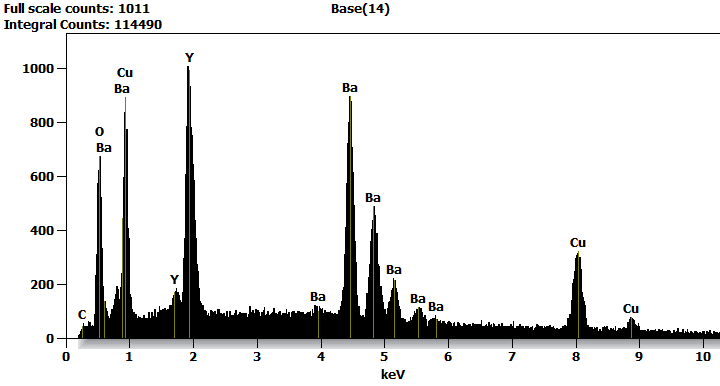 Full scale counts: 1011
Base(14)
Integral Counts: 114490
1000
800
600
400
200
0
C
O
Ba
Cu
Ba
Y
Y
Ba
Ba
Ba
Ba
Ba
Ba
Cu
Cu
0 1 2 3 4 5 6 7 8 9 10
keV